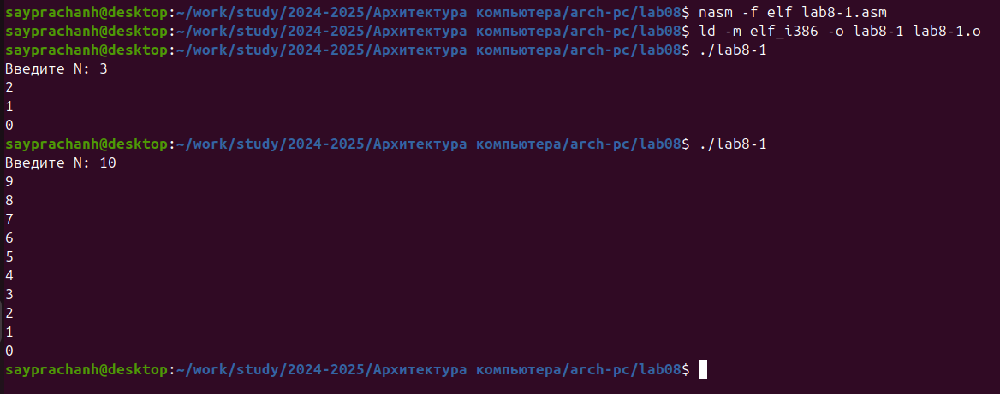 sayprachanh@desktop:~/work/study/2024-2025/Архитектура компьютера/arch-pc/lab08$ nasm -f elf lab8-1.asm
sayprachanh@desktop:~/work/study/2024-2025/Архитектура компьютера/arch-pc/lab08$ ld -m elf_i386 -o lab8-1 lab8-1.o
sayprachanh@desktop:~/work/study/2024-2025/Архитектура компьютера/arch-pc/lab08$ ./lab8-1
Введите N: 3
2
1
0
sayprachanh@desktop:~/work/study/2024-2025/Архитектура компьютера/arch-pc/lab08$ ./lab8-1
Введите N: 10
9
8
7
6
5
4
3
2
1
0
sayprachanh@desktop:~/work/study/2024-2025/Архитектура компьютера/arch-pc/lab08$